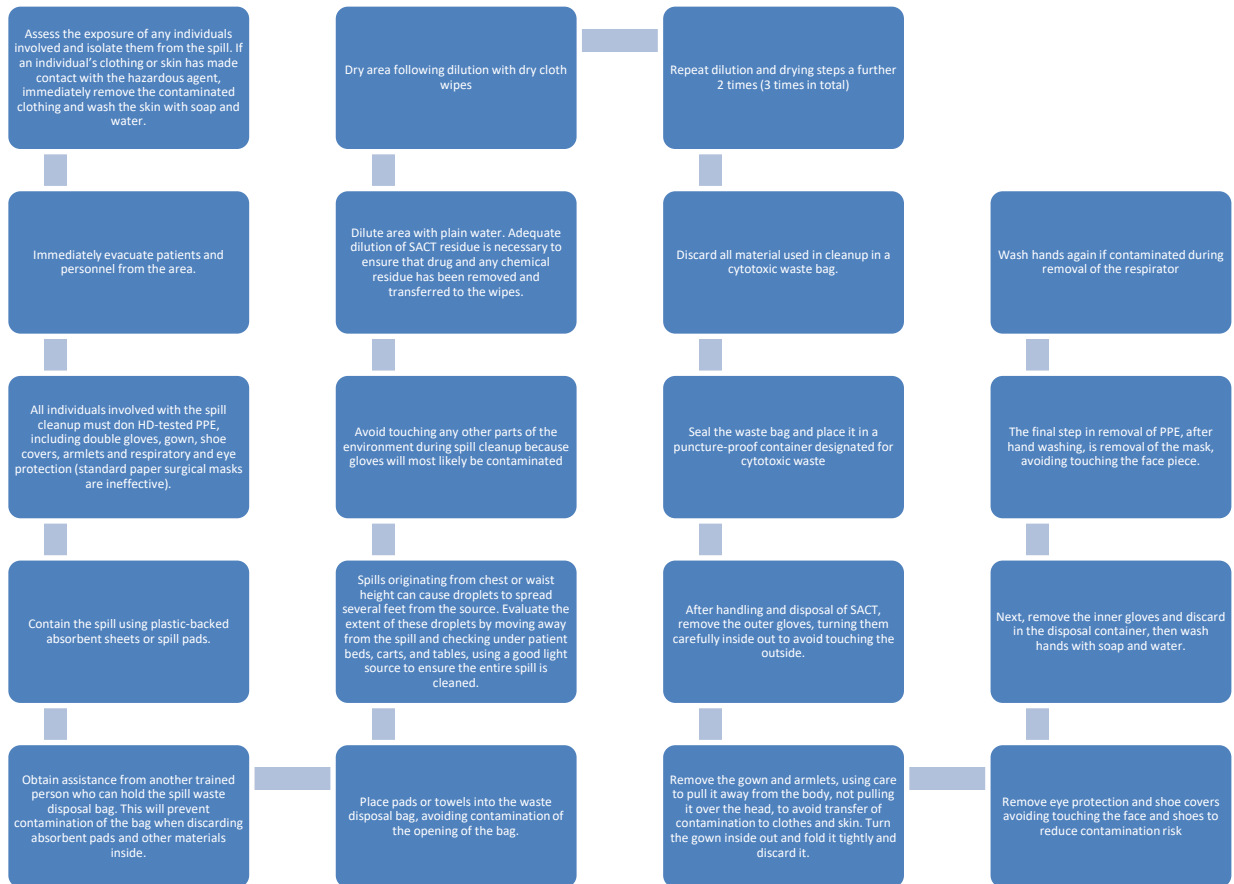 Assess the exposure of any individuals
involved and isolate them from the spill. If
an individual's clothing or skin has made
contact with the hazardous agent,
immediately remove the contaminated
clothing and wash the skin with soap and
water.
Immediately evacuate patients and
personnel from the area.
All individuals involved with the spill
cleanup must don HD-tested PPE,
including double gloves, gown, shoe
covers, armlets and respiratory and eye
protection (standard paper surgical masks
are ineffective).
Contain the spill using plastic-backed
absorbent sheets or spill pads.
Obtain assistance from another trained
person who can hold the spill waste
disposal bag. This will prevent
contamination of the bag when discarding
absorbent pads and other materials
inside.
Place pads or towels into the waste
disposal bag, avoiding contamination of
the opening of the bag.
Spills originating from chest or waist
height can cause droplets to spread
several feet from the source. Evaluate the
extent of these droplets by moving away
from the spill and checking under patient
beds, carts, and tables, using a good light
source to ensure the entire spill is
cleaned.
Avoid touching any other parts of the
environment during spill cleanup because
gloves will most likely be contaminated
Dilute area with plain water. Adequate
dilution of SACT residue is necessary to
ensure that drug and any chemical
residue has been removed and
transferred to the wipes.
Dry area following dilution with dry cloth
wipes
Repeat dilution and drying steps a further
2 times (3 times in total)
Discard all material used in cleanup in a
cytotoxic waste bag.
Seal the waste bag and place it in a
puncture-proof container designated for
cytotoxic waste
After handling and disposal of SACT,
remove the outer gloves, turning them
carefully inside out to avoid touching the
outside.
Remove the gown and armlets, using care
to pull it away from the body, not pulling
it over the head, to avoid transfer of
contamination to clothes and skin. Turn
the gown inside out and fold it tightly and
discard it.
Remove eye protection and shoe covers
avoiding touching the face and shoes to
reduce contamination risk
Next, remove the inner gloves and discard
in the disposal container, then wash
hands with soap and water.
The final step in removal of PPE, after
hand washing, is removal of the mask,
avoiding touching the face piece.
Wash hands again if contaminated during
removal of the respirator